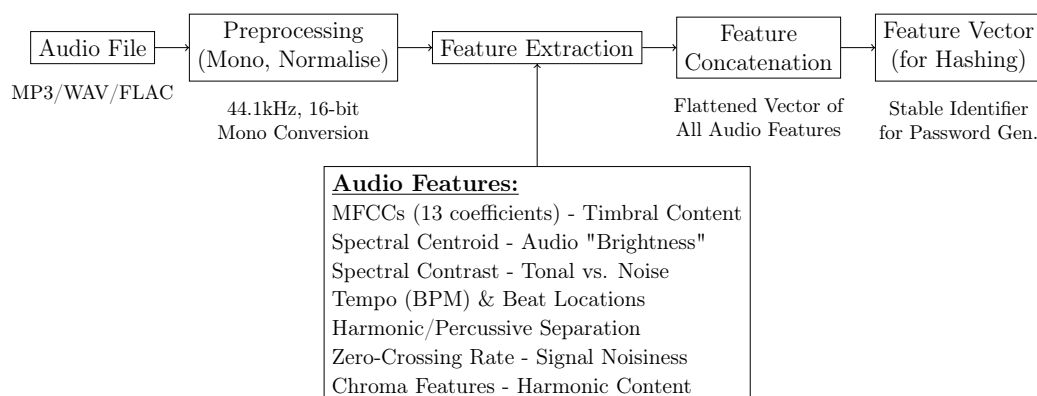 Audio File
MP3/WAV/FLAC
Preprocessing
(Mono, Normalise)
44.1kHz, 16-bit
Mono Conversion
Feature Extraction
Feature
Concatenation
Flattened Vector of
All Audio Features
Feature Vector
(for Hashing)
Stable Identifier
for Password Gen.
Audio Features:
MFCCs (13 coefficients) - Timbral Content
Spectral Centroid - Audio "Brightness"
Spectral Contrast - Tonal vs. Noise
Tempo (BPM) & Beat Locations
Harmonic/Percussive Separation
Zero-Crossing Rate - Signal Noisiness
Chroma Features - Harmonic Content